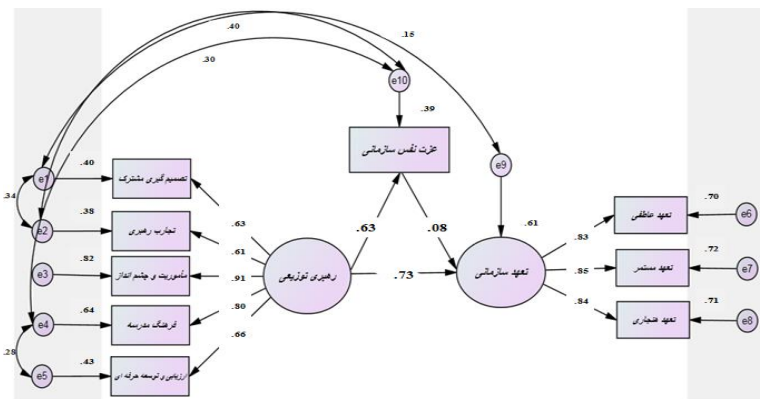 .40
.15
.30
e10
.39
.40
عزت نفس سازمانی
e9
e1
تصمیم گیری مشترک
.34
.63
.61
.70
.38
تعهد عاطفی
e6
e2
تجارب رهبری
.61
.63
.08
.83
.82
.72
e3
ماموریت و چشم انداز
.91
رهبری توزیعی
.73
تعهد سازمانی
.85
تعهد مستمر
e7
.64
.80
.84
.71
e4
فرهنگ مدرسه
تعهد هنجاری
e8
.28
.66
.43
e5
ارزیابی و توسعه حرفه ای